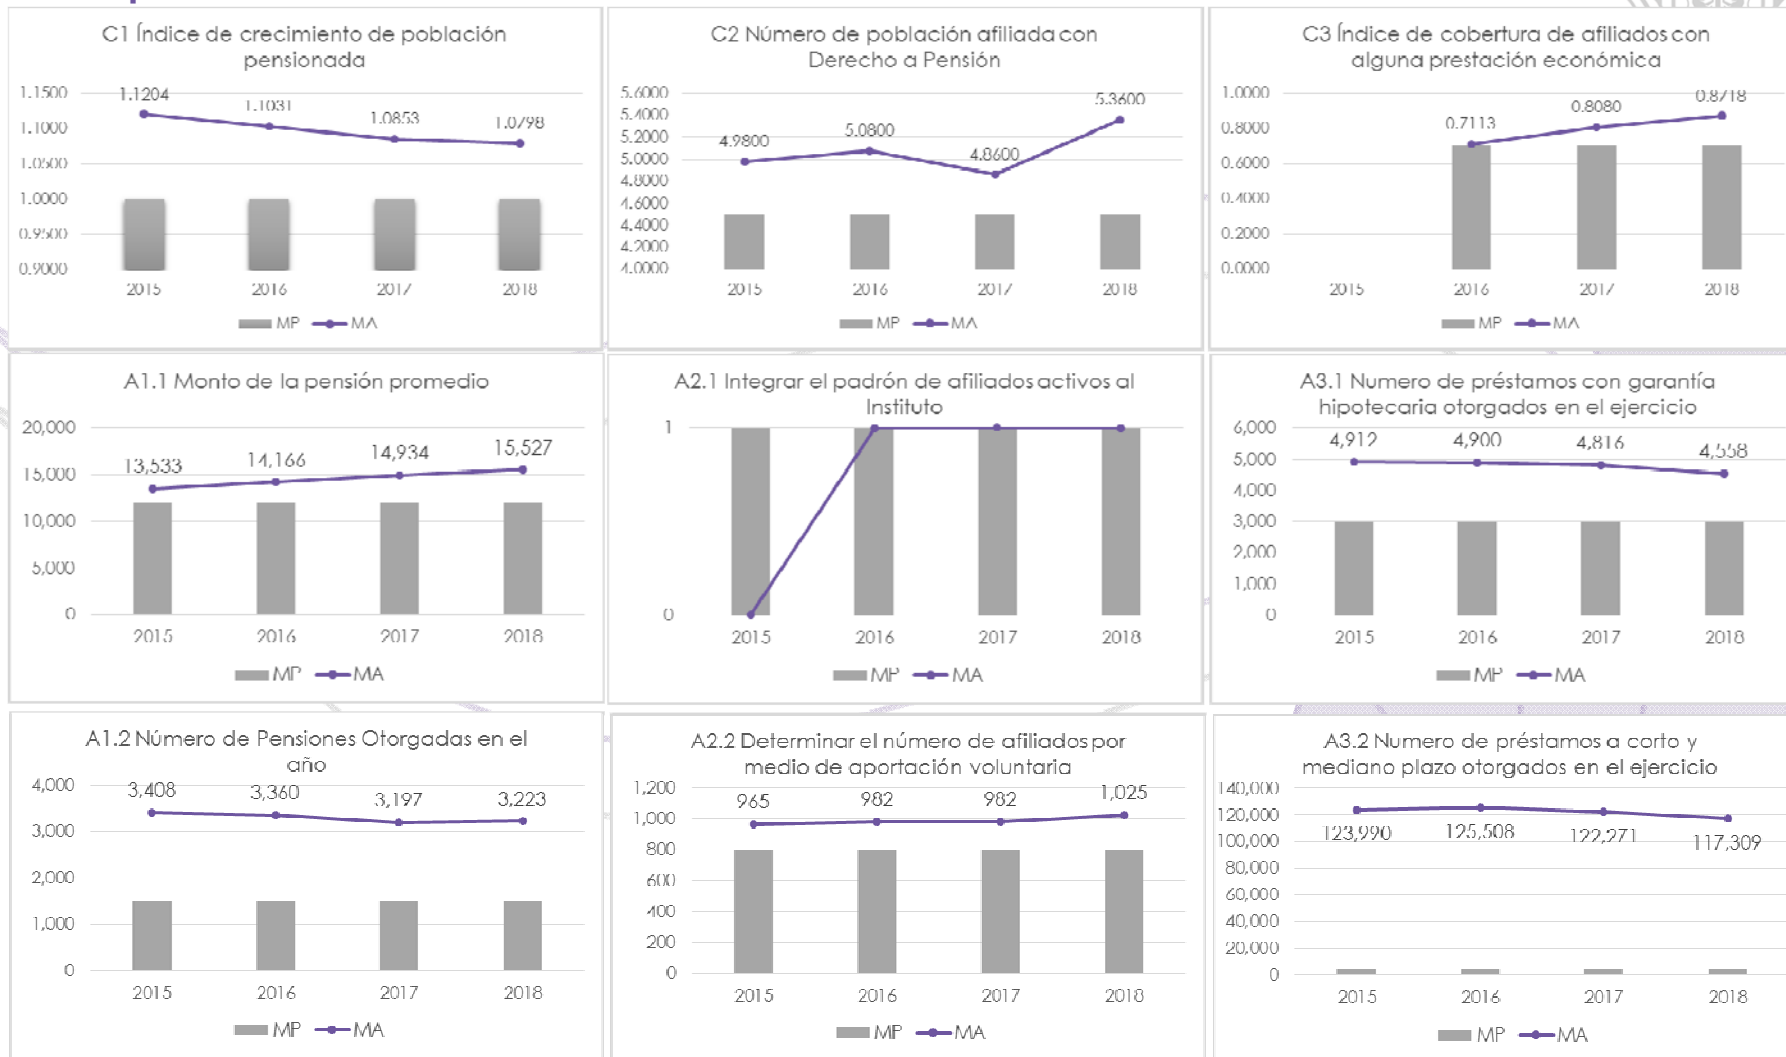 C1 Índice de crecimiento de población
pensionada
1.1500
1.1000
1.0500
1.0000
0.9500
0.9000
1.1204
1.1031
1.0853
1.0798
2015 2016 2017 2018
MP MA
C2 Número de población afiliada con
Derecho a Pensión
5.6000
5.4000
5.2000
5.0000
4.8000
4.6000
4.4000
4.2000
4.0000
4.9800
5.0800
4.8600
5.3600
2015 2016 2017 2018
MP MA
C3 Índice de cobertura de afiliados con
alguna prestación económica
1.0000
0.8000
0.6000
0.4000
0.2000
0.0000
0.7113
0.8080
0.8718
2015 2016 2017 2018
MP MA
A1.1 Monto de la pensión promedio
20,000
15,000
10,000
5,000
0
13,533
14,166
14,934
15,527
2015 2016 2017 2018
MP MA
A2.1 Integrar el padrón de afiliados activos al
Instituto
1
0
2015 2016 2017 2018
MP MA
A3.1 Numero de préstamos con garantía
hipotecaria otorgados en el ejercicio
6,000
5,000
4,000
3,000
2,000
1,000
0
4,912
4,900
4,816
4,558
2015 2016 2017 2018
MP MA
A1.2 Número de Pensiones Otorgadas en el
año
4,000
3,000
2,000
1,000
0
3,408
3,360
3,197
3,223
2015 2016 2017 2018
MP MA
A2.2 Determinar el número de afiliados por
medio de aportación voluntaria
1,200
1,000
800
600
400
200
0
965
982
982
1,025
2015 2016 2017 2018
MP MA
A3.2 Numero de préstamos a corto y
mediano plazo otorgados en el ejercicio
140,000
120,000
100,000
80,000
60,000
40,000
20,000
0
123,990
125,508
122,271
117,309
2015 2016 2017 2018
MP MA